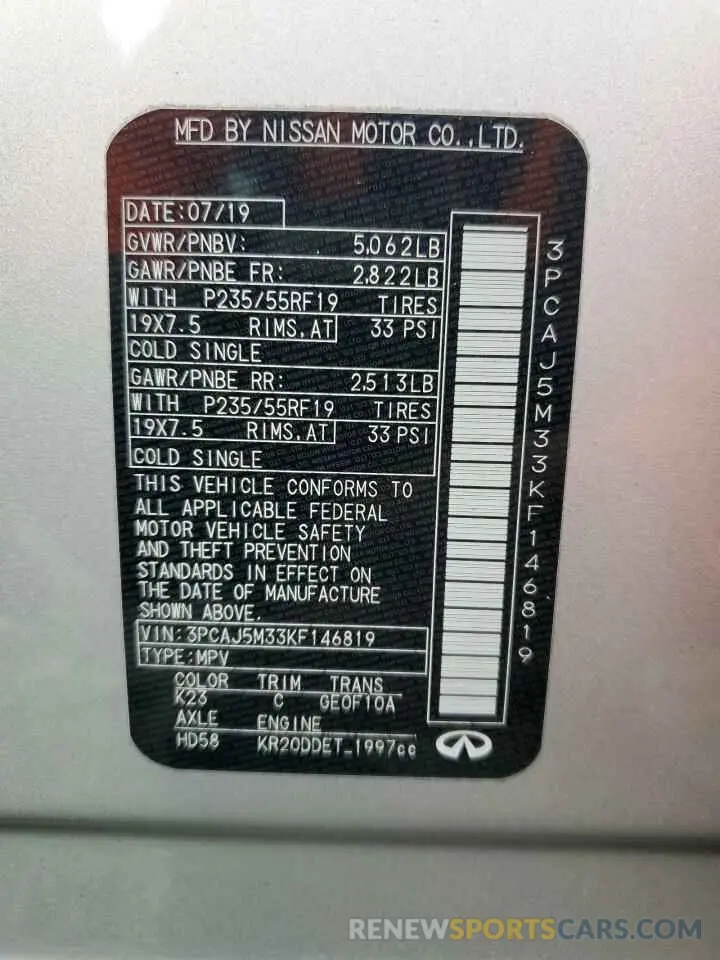 MFD BY NISSAN MOTOR CO.,LTD.
DATE:07/19
GVWR/PNBV: 5,062LB
GAWR/PNBE FR: 2,822LB
WITH P235/55RF19 TIRES
19X7.5 RIMS,AT 33 PSI
COLD SINGLE
GAWR/PNBE RR: 2,513LB
WITH P235/55RF19 TIRES
19X7.5 RIMS,AT 33 PSI
COLD SINGLE
THIS VEHICLE CONFORMS TO
ALL APPLICABLE FEDERAL
MOTOR VEHICLE SAFETY
AND THEFT PREVENTION
STANDARDS IN EFFECT ON
THE DATE OF MANUFACTURE
SHOWN ABOVE.
VIN:3PCAJ5M33KF146819
TYPE:MPV
COLOR TRIM TRANS
K23 C GE0F10A
AXLE ENGINE
HD58 KR20DDET_1997cc
3PCAJ5M33KF146819
RENEWSPORTSCARS.COM